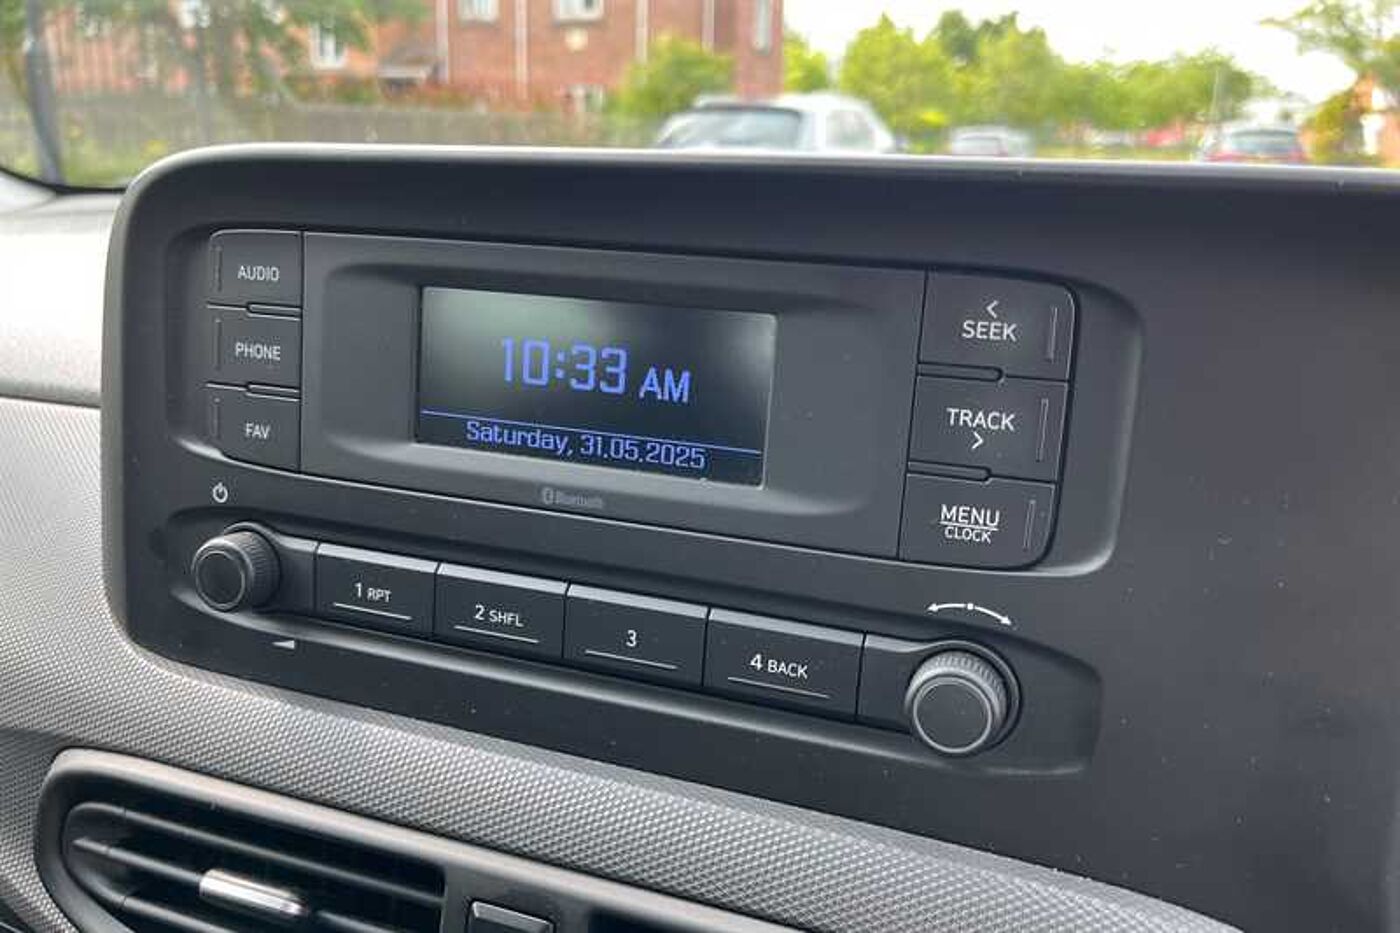 AUDIO
PHONE
FAV
10:33 AM
Saturday, 31.05.2025
Bluetooth
SEEK
TRACK
MENU
CLOCK
1 RPT
2 SHFL
3
4 BACK